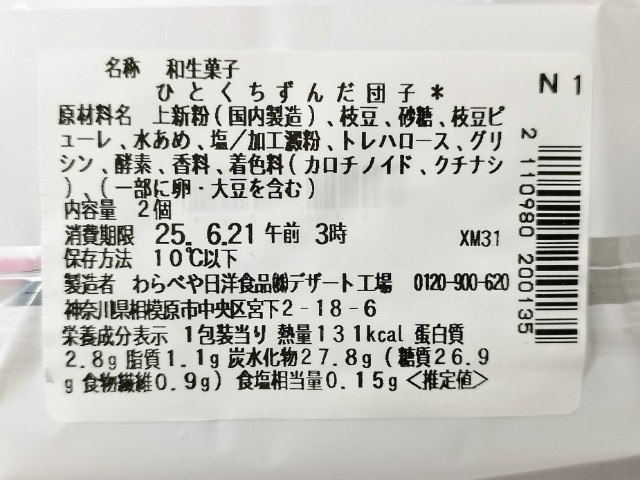 名称　和生菓子
ひとくちずんだ団子＊
N 1
原材料名　上新粉（国内製造）、枝豆、砂糖、枝豆ピ
ューレ、水あめ、塩／加工澱粉、トレハロース、グリ
シン、酵素、香料、着色料（カロチノイド、クチナシ
）、（一部に卵・大豆を含む）
内容量　2個
消費期限　25. 6.21 午前 3時
XM31
保存方法　10℃以下
製造者　わらべや日洋食品㈱デザート工場　0120-900-620
神奈川県相模原市中央区宮下2-18-6
栄養成分表示　1包装当り 熱量131kcal 蛋白質
2.8g 脂質1.1g 炭水化物27.8g（糖質26.9
g 食物繊維0.9g） 食塩相当量0.15g＜推定値＞
2 110980 200135